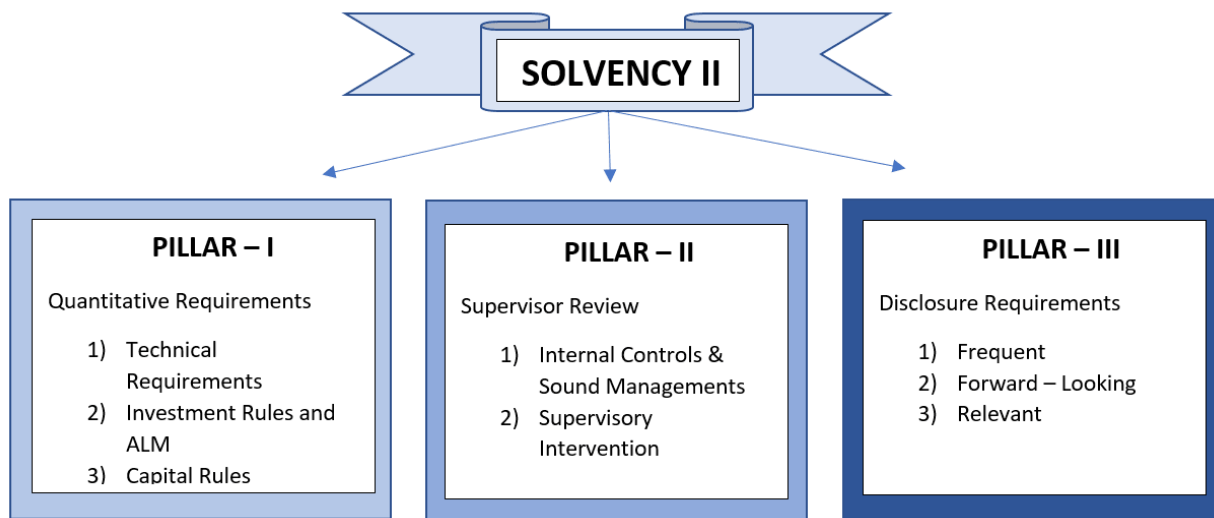 SOLVENCY II
PILLAR – I
Quantitative Requirements
1) Technical
Requirements
2) Investment Rules and
ALM
3) Capital Rules
PILLAR – II
Supervisor Review
1) Internal Controls &
Sound Managements
2) Supervisory
Intervention
PILLAR – III
Disclosure Requirements
1) Frequent
2) Forward – Looking
3) Relevant